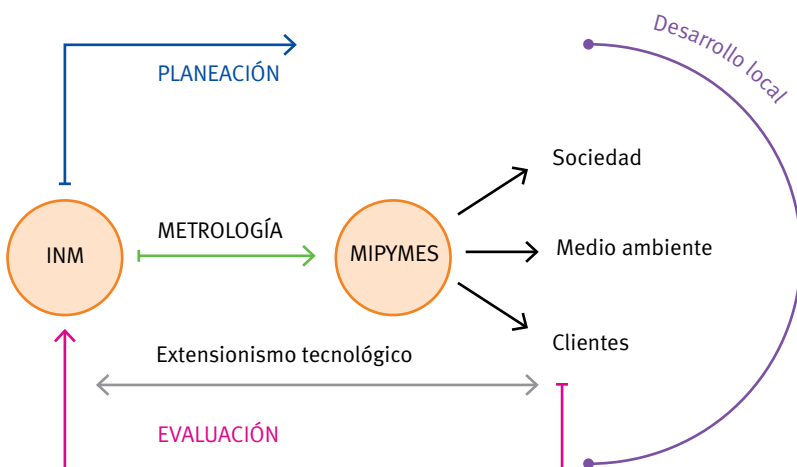 Desarrollo local
PLANEACIÓN
Sociedad
METROLOGÍA
INM
MIPYMES
Medio ambiente
Clientes
Extensionismo tecnológico
EVALUACIÓN